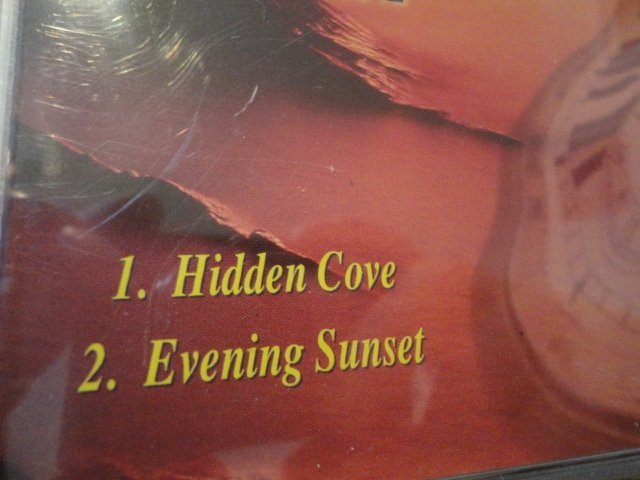 1. Hidden Cove
2. Evening Sunset